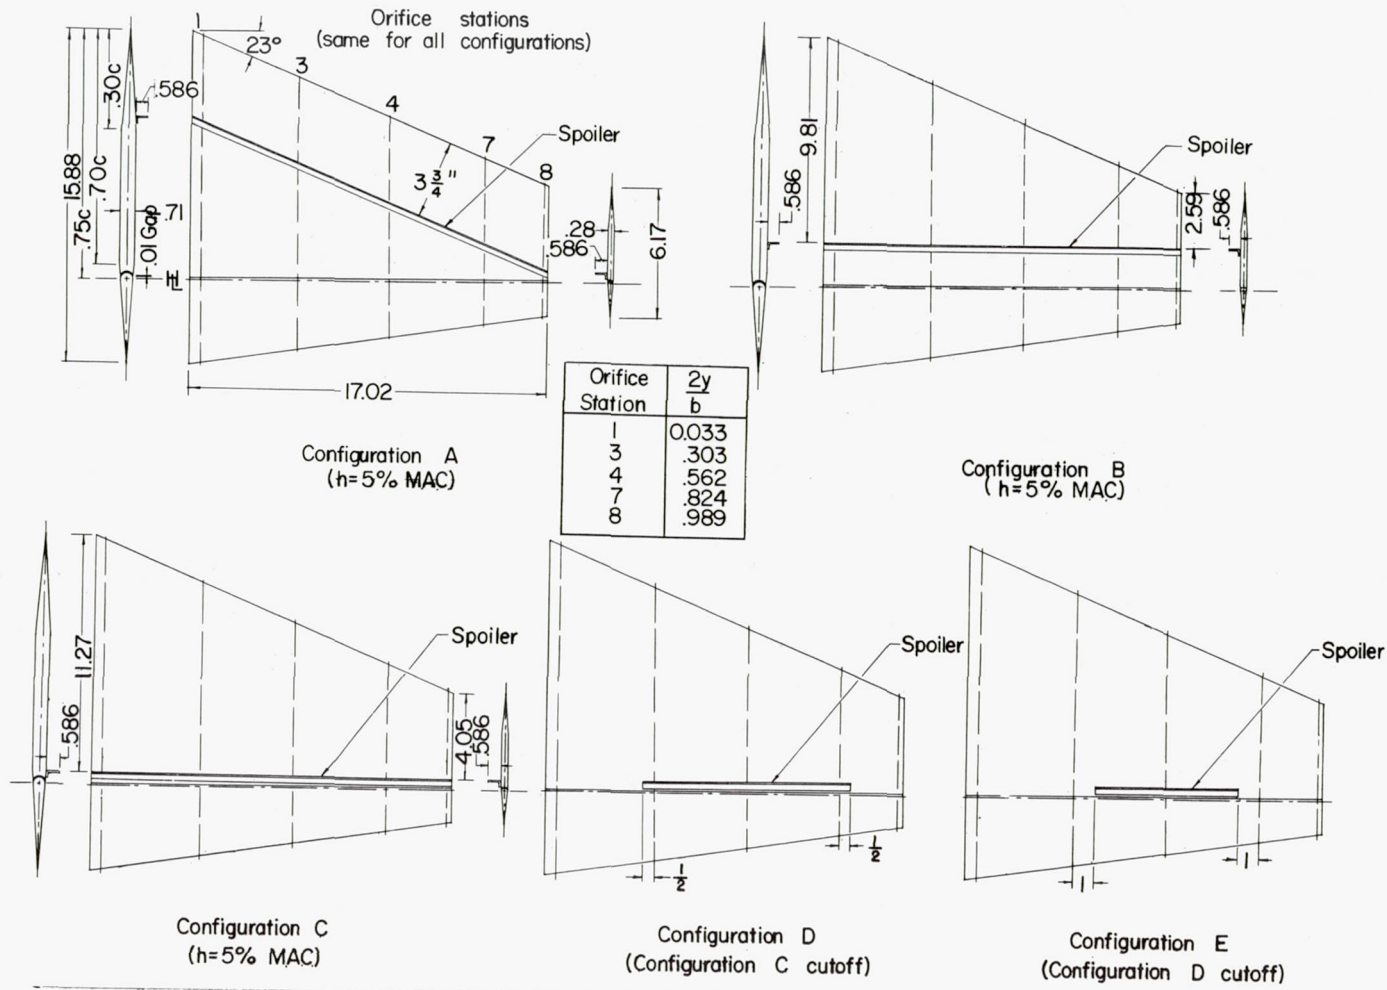 Orifice stations
(same for all configurations)
1
23°
3
4
7
8
.30c
.586
15.88
.75c
.70c
.71
.01 Gap
HL
Spoiler
3 3/4"
.28
.586
6.17
17.02
Configuration A
(h=5% MAC)
9.81
.586
Spoiler
2.59
.586
Configuration B
(h=5% MAC)
Orifice Station	2y/b
1	0.033
3	.303
4	.562
7	.824
8	.989
11.27
.586
Spoiler
4.05
.586
Configuration C
(h=5% MAC)
Spoiler
1/2
1/2
Configuration D
(Configuration C cutoff)
Spoiler
1
1
Configuration E
(Configuration D cutoff)